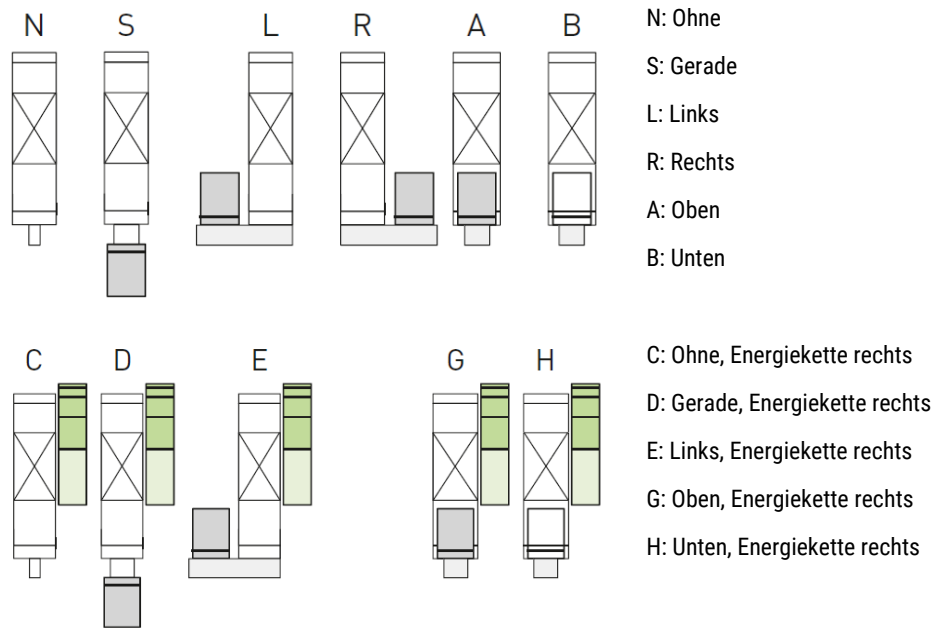 N S L R A B
N: Ohne
S: Gerade
L: Links
R: Rechts
A: Oben
B: Unten
C D E G H
C: Ohne, Energiekette rechts
D: Gerade, Energiekette rechts
E: Links, Energiekette rechts
G: Oben, Energiekette rechts
H: Unten, Energiekette rechts